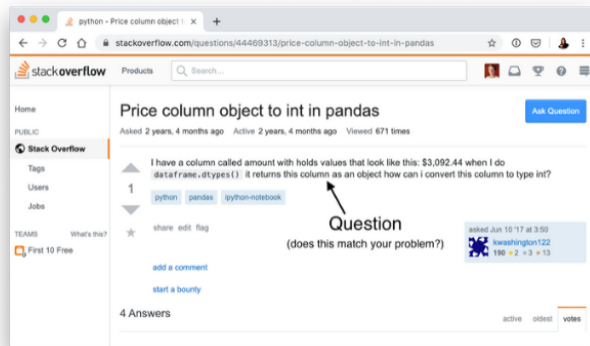 python - Price column object t
stackoverflow.com/questions/44469313/price-column-object-to-int-in-pandas
stackoverflow
Products
Search...
Home
PUBLIC
Stack Overflow
Tags
Users
Jobs
TEAMS
What's this?
First 10 Free
Price column object to int in pandas
Ask Question
Asked 2 years, 4 months ago Active 2 years, 4 months ago Viewed 671 times
1
I have a column called amount with holds values that look like this: $3,092.44 when I do
dataframe.dtypes() it returns this column as an object how can i convert this column to type int?
python pandas ipython-notebook
Question
(does this match your problem?)
share edit flag
asked Jun 10 '17 at 3:50
kwashington122
190 2 3 13
add a comment
start a bounty
4 Answers
active oldest votes